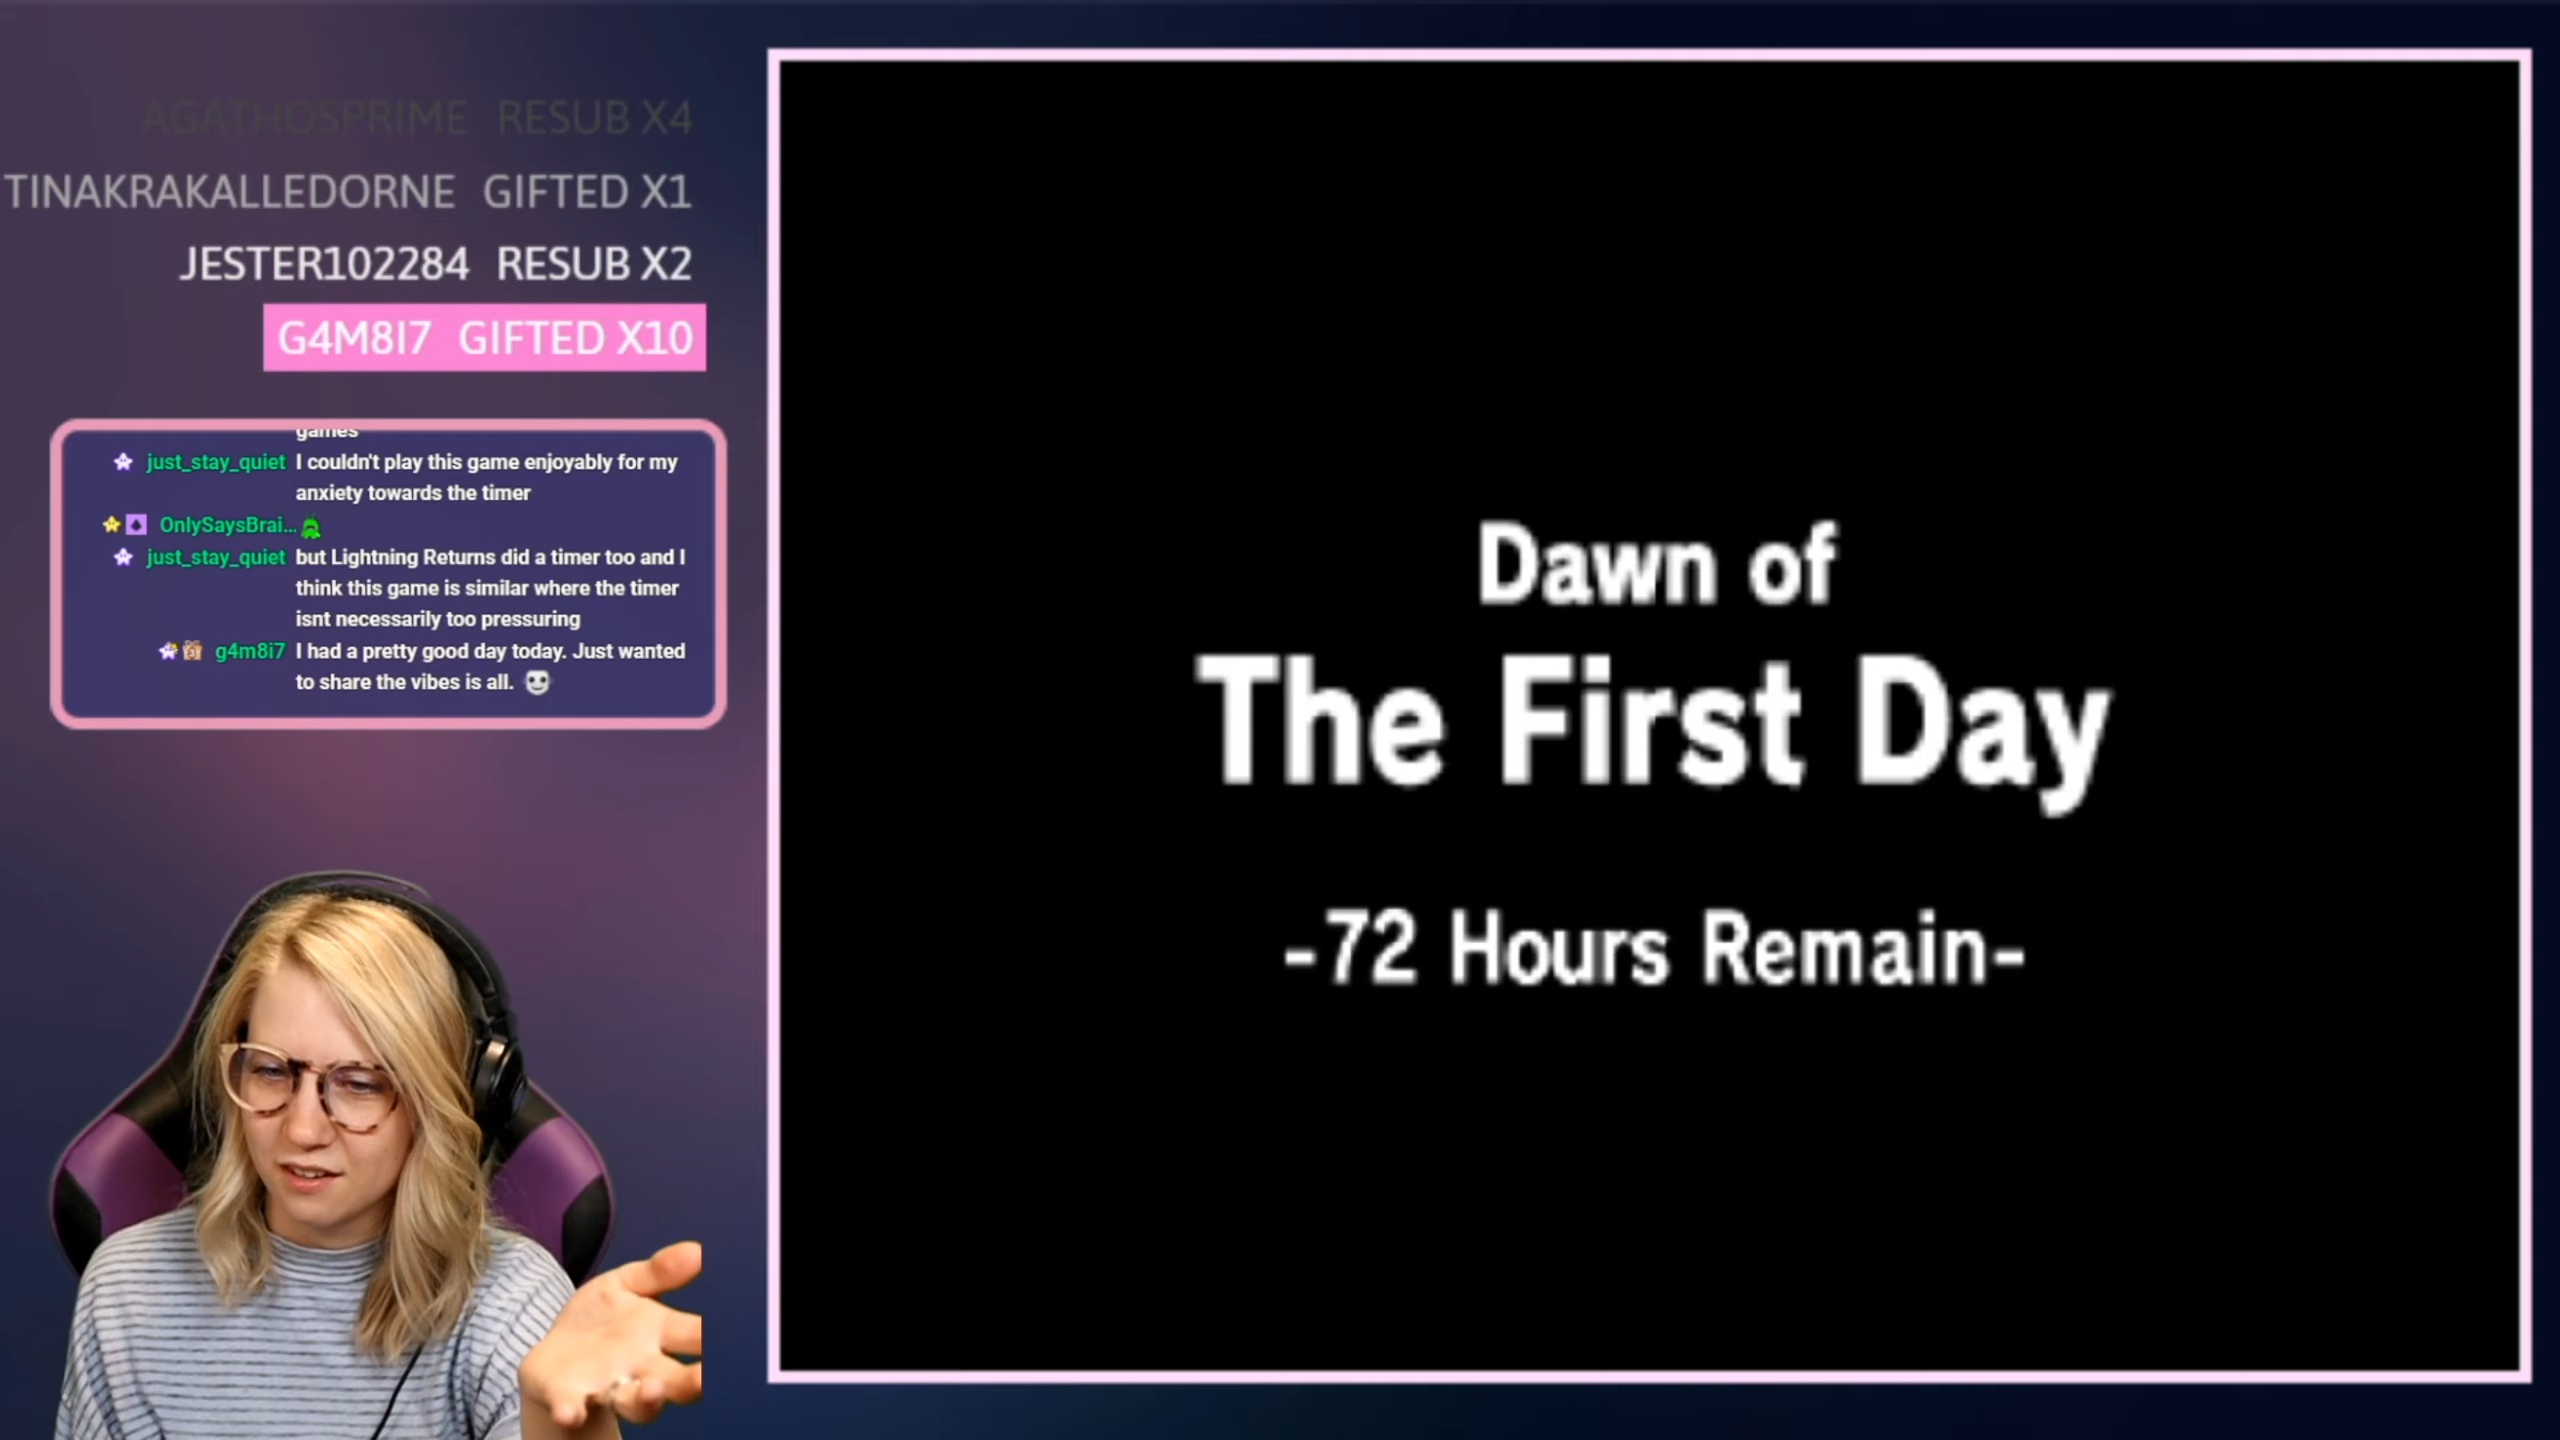 AGATHOSPRIME RESUB X4
TINAKRAKALLEDORNE GIFTED X1
JESTER102284 RESUB X2
G4M8I7 GIFTED X10
games
just_stay_quiet I couldn't play this game enjoyably for my
anxiety towards the timer
OnlySaysBrai...
just_stay_quiet but Lightning Returns did a timer too and I
think this game is similar where the timer
isnt necessarily too pressuring
g4m8i7 I had a pretty good day today. Just wanted
to share the vibes is all.
Dawn of
The First Day
-72 Hours Remain-